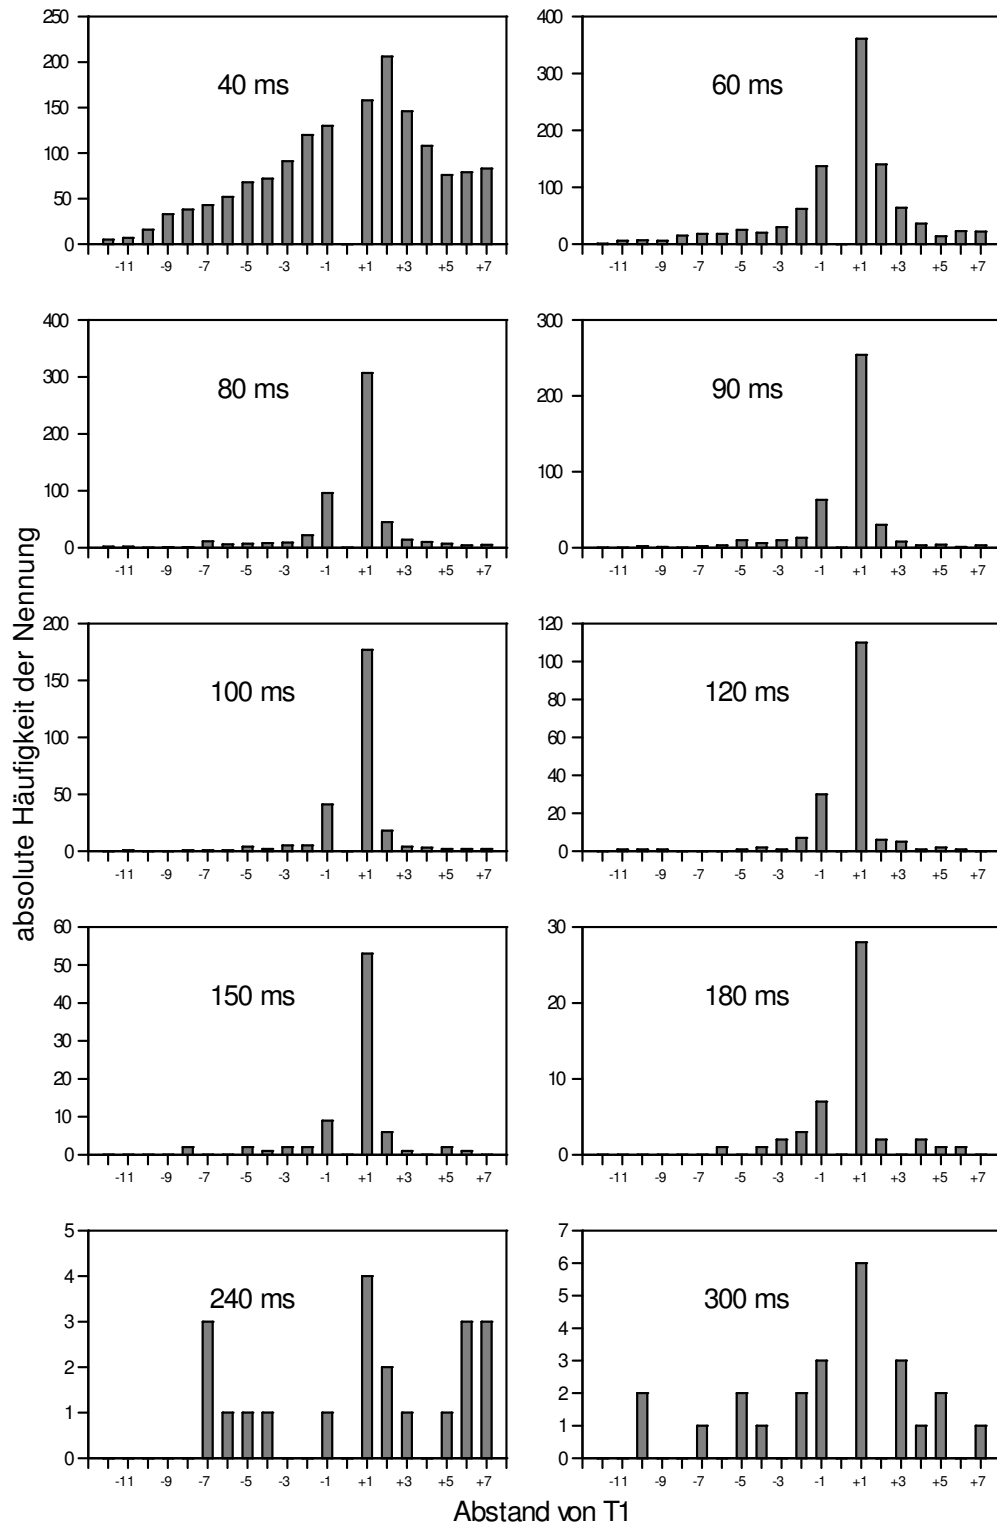 250
200
150
100
50
0
40 ms
-11 -9 -7 -5 -3 -1 +1 +3 +5 +7
400
300
200
100
0
60 ms
-11 -9 -7 -5 -3 -1 +1 +3 +5 +7
400
300
200
100
0
80 ms
-11 -9 -7 -5 -3 -1 +1 +3 +5 +7
300
200
100
0
90 ms
-11 -9 -7 -5 -3 -1 +1 +3 +5 +7
absolute Häufigkeit der Nennung
200
150
100
50
0
100 ms
-11 -9 -7 -5 -3 -1 +1 +3 +5 +7
120
100
80
60
40
20
0
120 ms
-11 -9 -7 -5 -3 -1 +1 +3 +5 +7
60
50
40
30
20
10
0
150 ms
-11 -9 -7 -5 -3 -1 +1 +3 +5 +7
30
20
10
0
180 ms
-11 -9 -7 -5 -3 -1 +1 +3 +5 +7
5
4
3
2
1
0
240 ms
-11 -9 -7 -5 -3 -1 +1 +3 +5 +7
7
6
5
4
3
2
1
0
300 ms
-11 -9 -7 -5 -3 -1 +1 +3 +5 +7
Abstand von T1